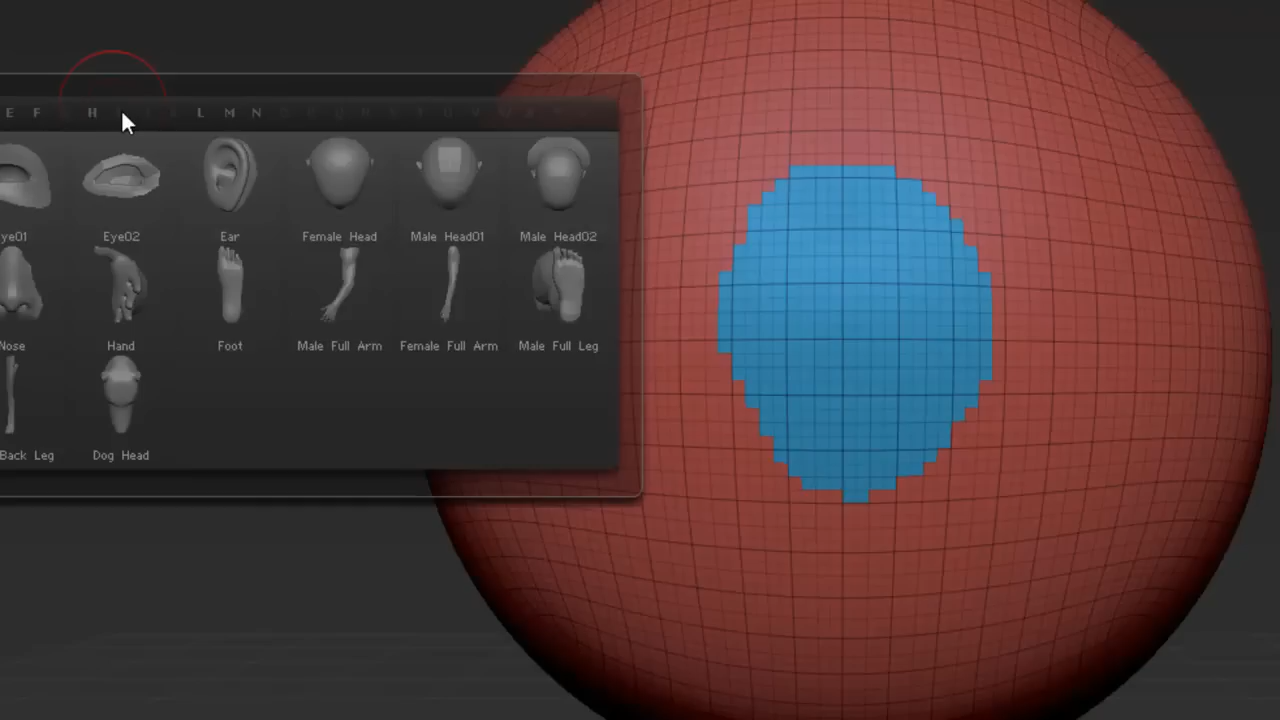 E F H L M N
ye01 Eye02 Ear Female Head Male Head01 Male Head02
Nose Hand Foot Male Full Arm Female Full Arm Male Full Leg
Back Leg Dog Head